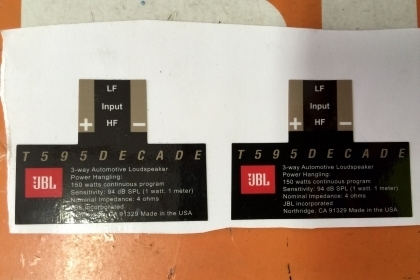 LF
Input
+ HF −
T595DECADE
JBL
3-way Automotive Loudspeaker
Power Hangling:
150 watts continuous program
Sensitivity: 94 dB SPL (1 watt. 1 meter)
Nominal Impedance: 4 ohms
incorporated
CA 91329 Made in the USA
LF
Input
+ HF −
T595DECADE
JBL
3-way Automotive Loudspeaker
Power Hangling:
150 watts continuous program
Sensitivity: 94 dB SPL (1 watt. 1 meter)
Nominal Impedance: 4 ohms
JBL incorporated
Northridge, CA 91329 Made in the USA